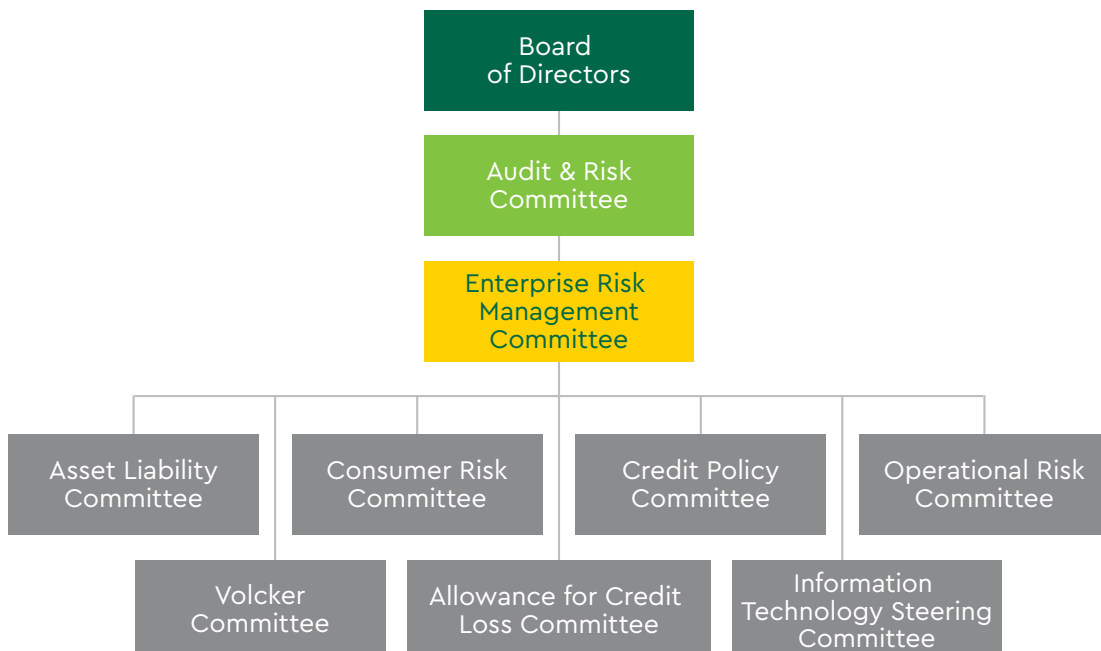 Board
of Directors
Audit & Risk
Committee
Enterprise Risk
Management
Committee
Asset Liability
Committee
Consumer Risk
Committee
Credit Policy
Committee
Operational Risk
Committee
Volcker
Committee
Allowance for Credit
Loss Committee
Information
Technology Steering
Committee